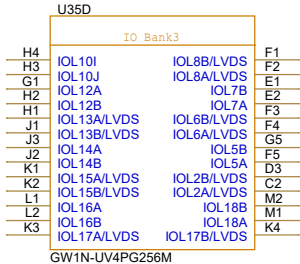 U35D
IO Bank3
H4 IOL10I IOL8B/LVDS F1
H3 IOL10J IOL8A/LVDS F2
G1 IOL12A IOL7B E1
H2 IOL12B IOL7A E2
H1 IOL13A/LVDS IOL6B/LVDS F3
J1 IOL13B/LVDS IOL6A/LVDS F4
J3 IOL14A IOL5B G5
J2 IOL14B IOL5A F5
K1 IOL15A/LVDS IOL2B/LVDS D3
K2 IOL15B/LVDS IOL2A/LVDS C2
L1 IOL16A IOL18B M2
L2 IOL16B IOL18A M1
K3 IOL17A/LVDS IOL17B/LVDS K4
GW1N-UV4PG256M